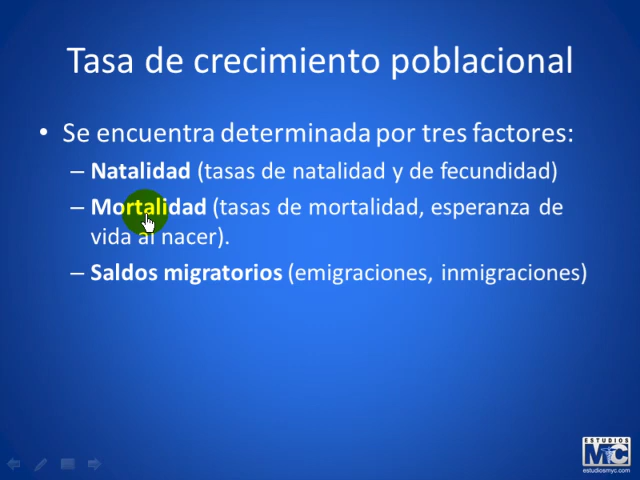 Tasa de crecimiento poblacional
• Se encuentra determinada por tres factores:
– Natalidad (tasas de natalidad y de fecundidad)
– Mortalidad (tasas de mortalidad, esperanza de
vida al nacer).
– Saldos migratorios (emigraciones, inmigraciones)
ESTUDIOS
MyC
estudiosmyc.com